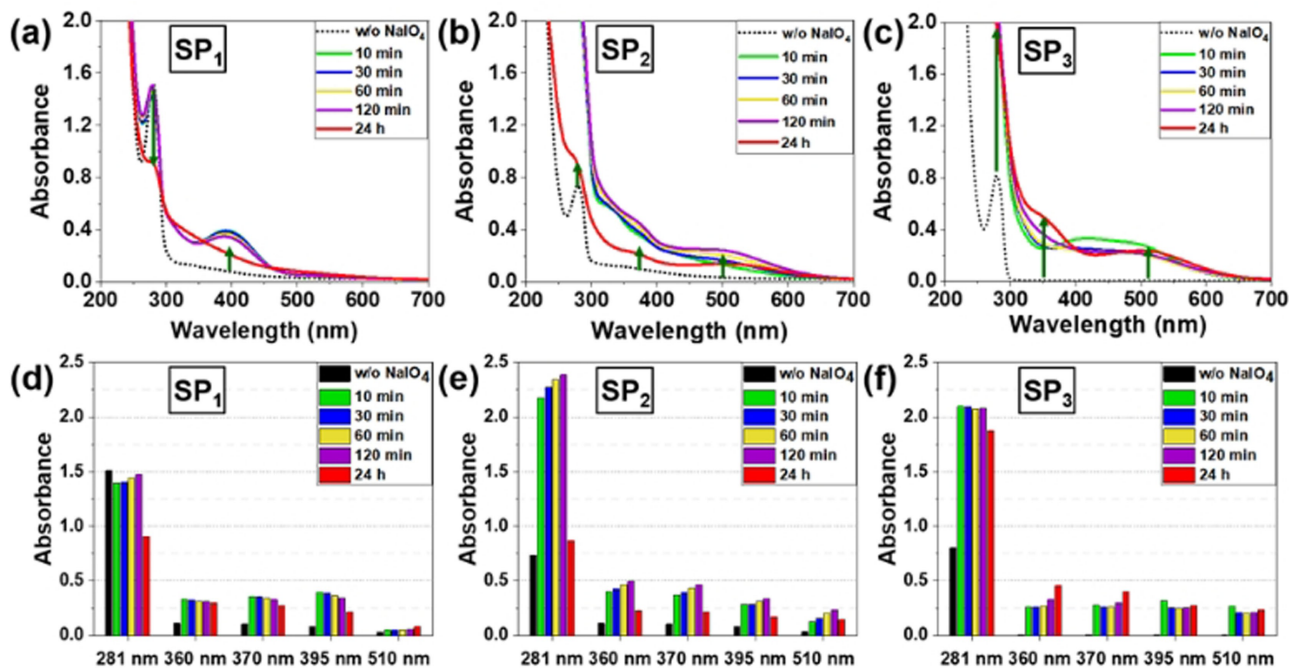 (a)
SP1
w/o NaIO4
10 min
30 min
60 min
120 min
24 h
2.0
1.6
1.2
0.8
0.4
0.0
Absorbance
200 300 400 500 600 700
Wavelength (nm)
(b)
SP2
w/o NaIO4
10 min
30 min
60 min
120 min
24 h
2.0
1.6
1.2
0.8
0.4
0.0
Absorbance
200 300 400 500 600 700
Wavelength (nm)
(c)
SP3
w/o NaIO4
10 min
30 min
60 min
120 min
24 h
2.0
1.6
1.2
0.8
0.4
0.0
Absorbance
200 300 400 500 600 700
Wavelength (nm)
(d)
SP1
w/o NaIO4
10 min
30 min
60 min
120 min
24 h
2.5
2.0
1.5
1.0
0.5
0.0
Absorbance
281 nm 360 nm 370 nm 395 nm 510 nm
(e)
SP2
w/o NaIO4
10 min
30 min
60 min
120 min
24 h
2.5
2.0
1.5
1.0
0.5
0.0
Absorbance
281 nm 360 nm 370 nm 395 nm 510 nm
(f)
SP3
w/o NaIO4
10 min
30 min
60 min
120 min
24 h
2.5
2.0
1.5
1.0
0.5
0.0
Absorbance
281 nm 360 nm 370 nm 395 nm 510 nm